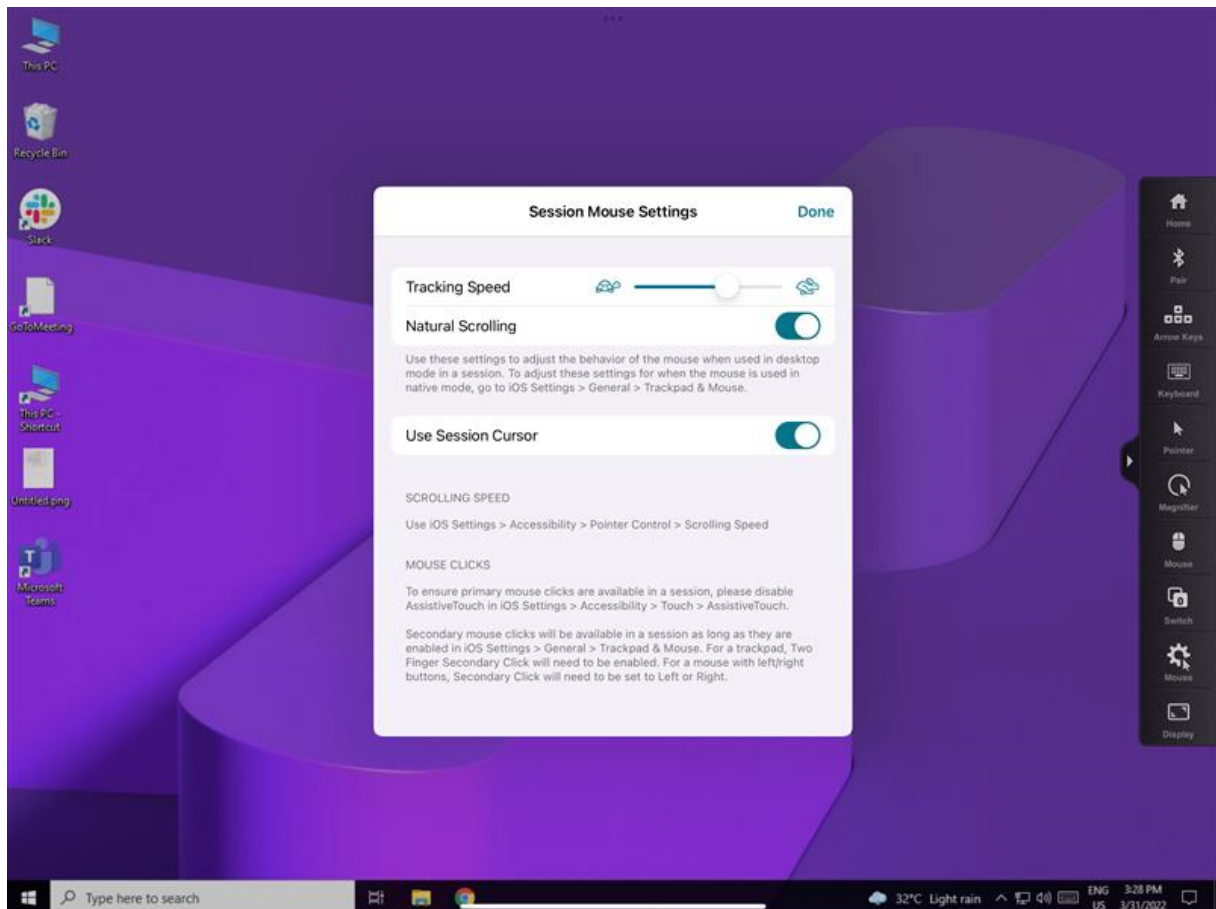 This PC
Recycle Bin
Slack
GoToMeeting
This PC -
Shortcut
Untitled.png
T
Microsoft
Teams
Session Mouse Settings
Done
Tracking Speed
Natural Scrolling
Use these settings to adjust the behavior of the mouse when used in desktop
mode in a session. To adjust these settings for when the mouse is used in
native mode, go to iOS Settings > General > Trackpad & Mouse.
Use Session Cursor
SCROLLING SPEED
Use iOS Settings > Accessibility > Pointer Control > Scrolling Speed
MOUSE CLICKS
To ensure primary mouse clicks are available in a session, please disable
AssistiveTouch in iOS Settings > Accessibility > Touch > AssistiveTouch.
Secondary mouse clicks will be available in a session as long as they are
enabled in iOS Settings > General > Trackpad & Mouse. For a trackpad, Two
Finger Secondary Click will need to be enabled. For a mouse with left/right
buttons, Secondary Click will need to be set to Left or Right.
Home
Pair
Arrow Keys
Keyboard
Pointer
Magnifier
Mouse
Switch
Mouse
Display
Type here to search
32°C Light rain
ENG
US
3:28 PM
3/31/2022